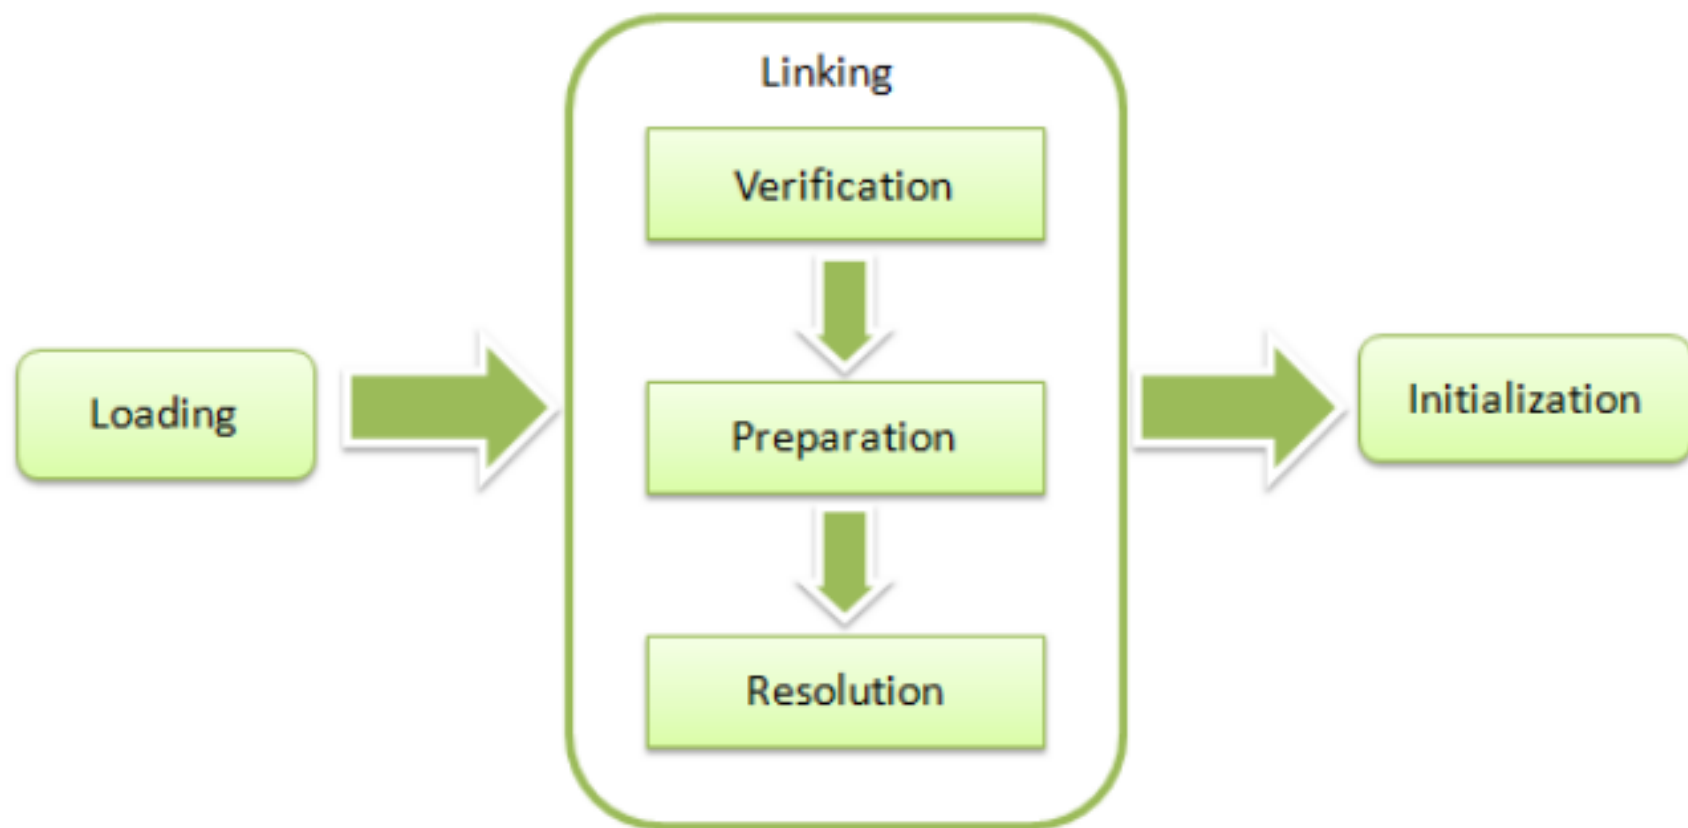 Linking
Verification
Loading
Preparation
Initialization
Resolution